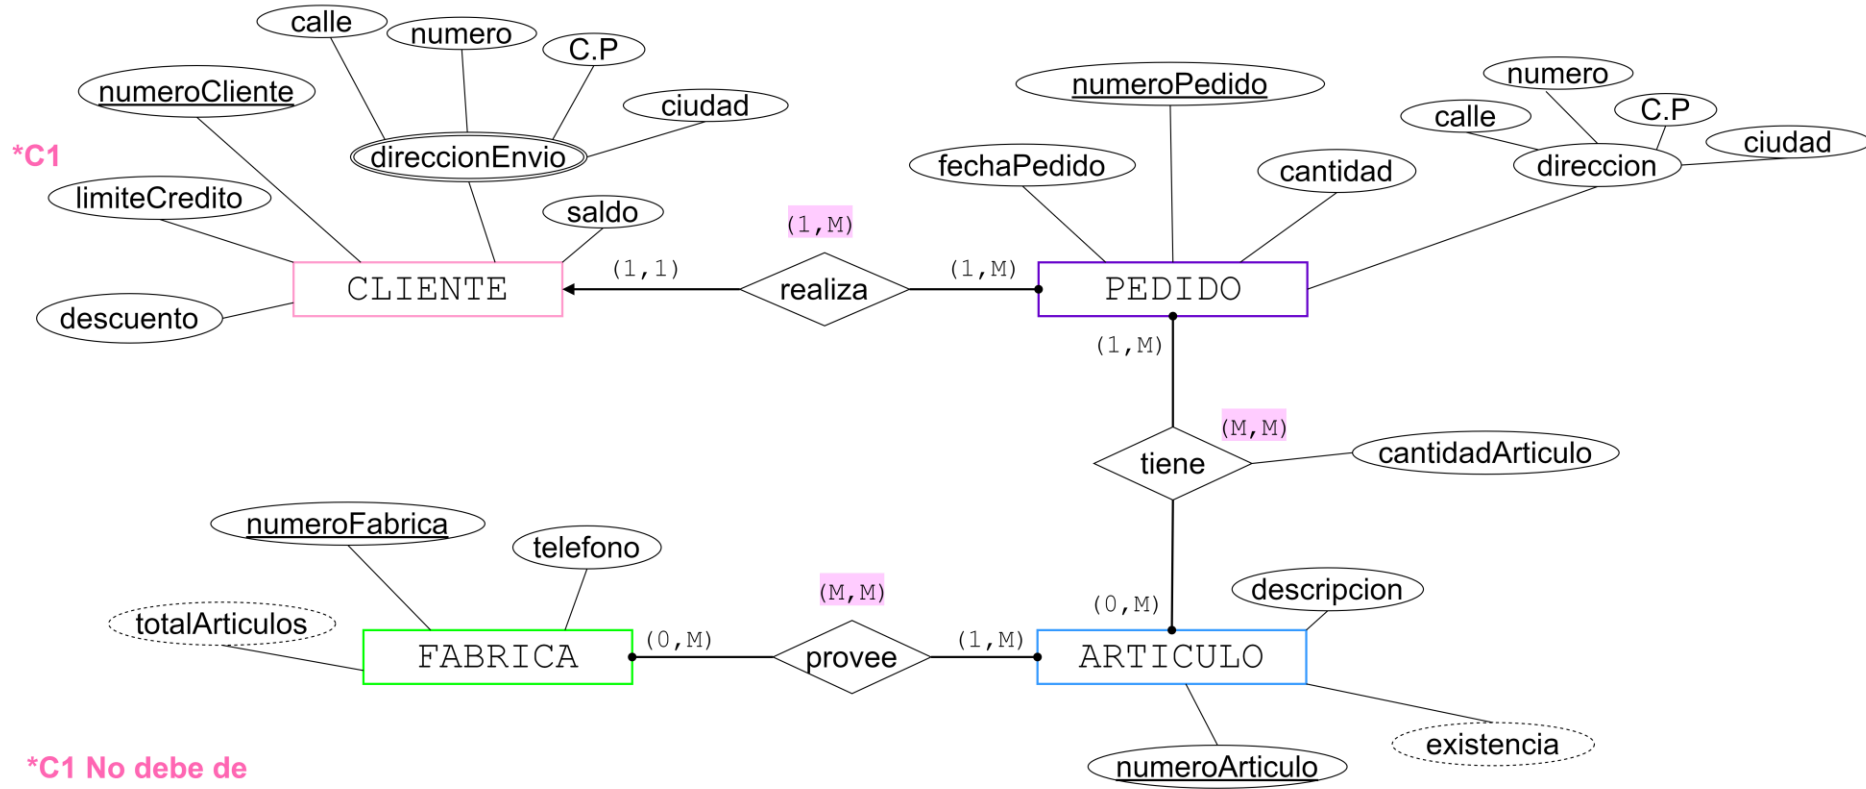 calle
numero
C.P
numeroCliente
ciudad
*C1
direccionEnvio
limiteCredito
saldo
CLIENTE
descuento
(1,1)
(1,M)
realiza
(1,M)
numeroPedido
fechaPedido
cantidad
PEDIDO
numero
calle
C.P
ciudad
direccion
(1,M)
(M,M)
tiene
cantidadArticulo
(0,M)
numeroFabrica
telefono
totalArticulos
FABRICA
(0,M)
(M,M)
provee
(1,M)
descripcion
ARTICULO
existencia
numeroArticulo
*C1 No debe de